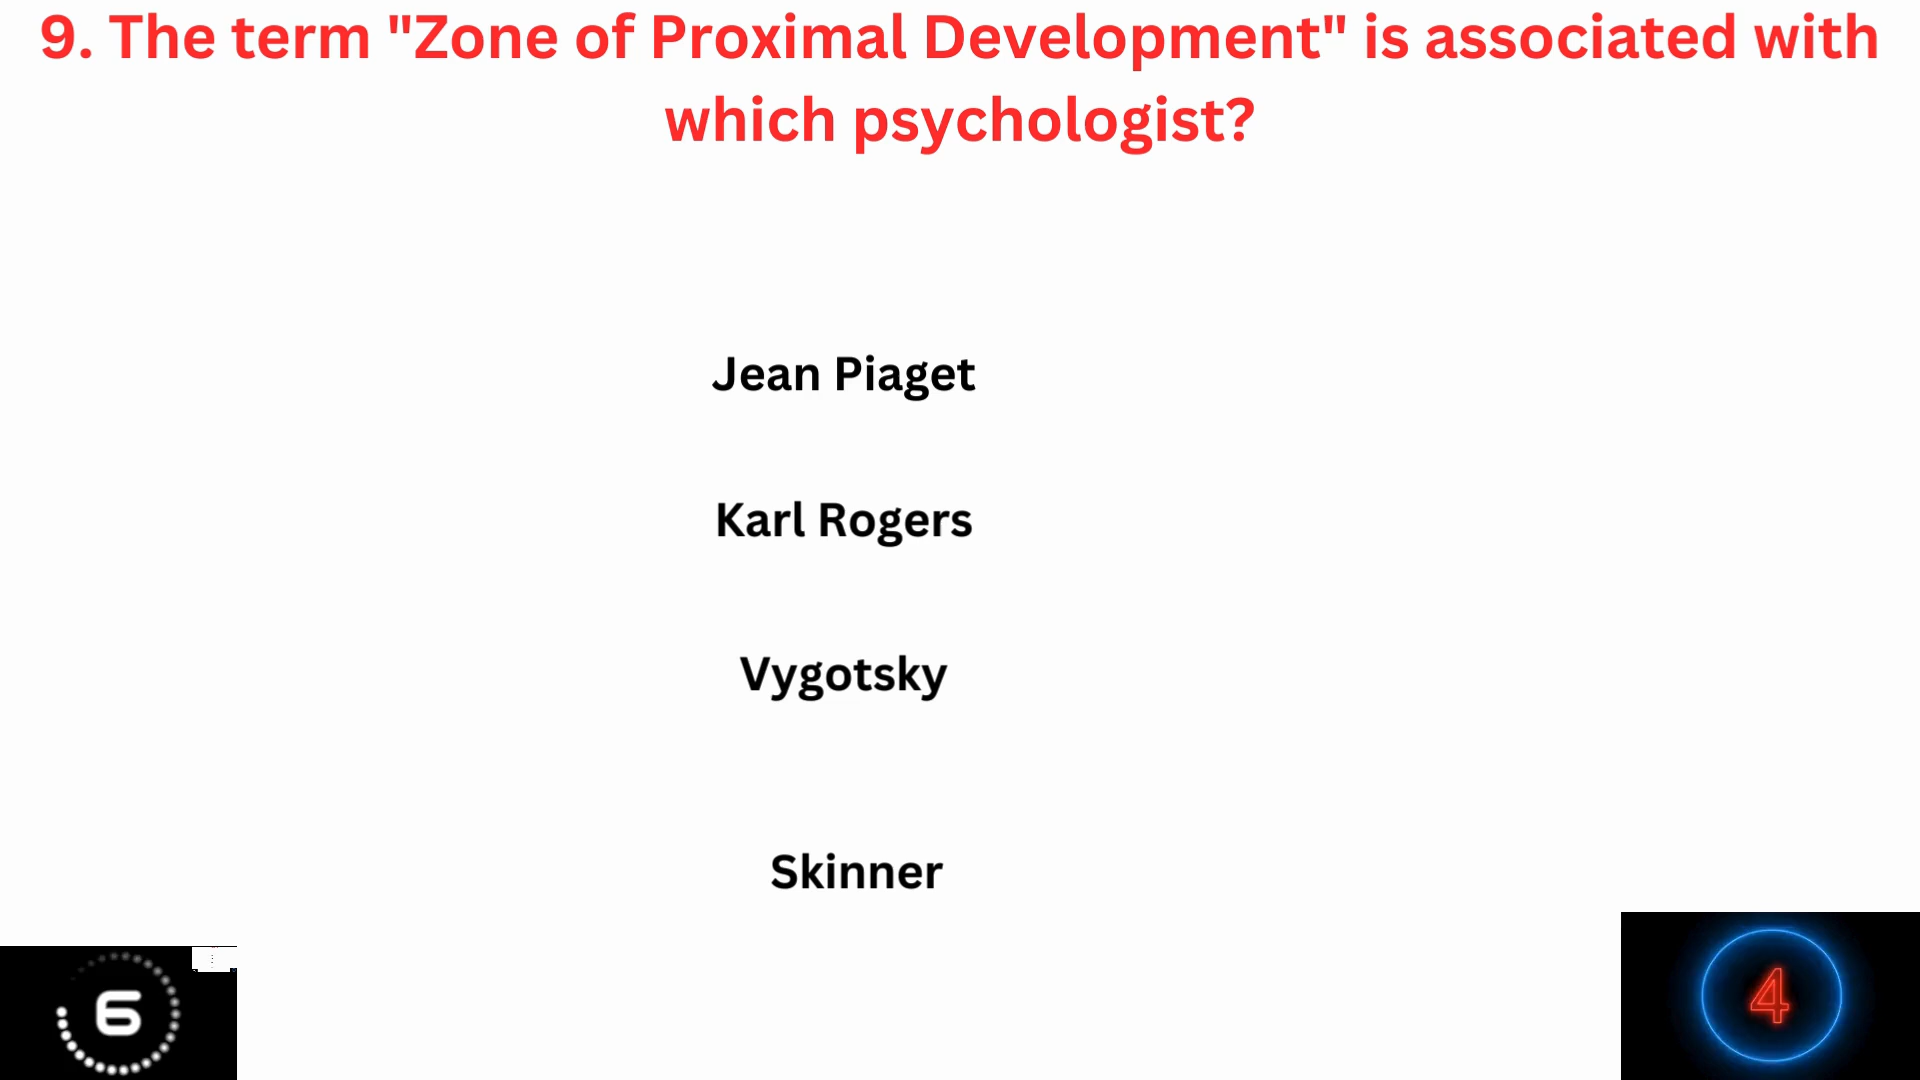 9. The term "Zone of Proximal Development" is associated with
which psychologist?
Jean Piaget
Karl Rogers
Vygotsky
Skinner
6
4